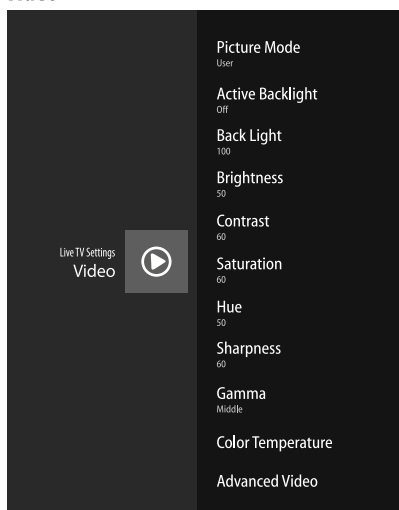 Live TV Settings
Video
Picture Mode
User
Active Backlight
Off
Back Light
100
Brightness
50
Contrast
60
Saturation
60
Hue
50
Sharpness
60
Gamma
Middle
Color Temperature
Advanced Video